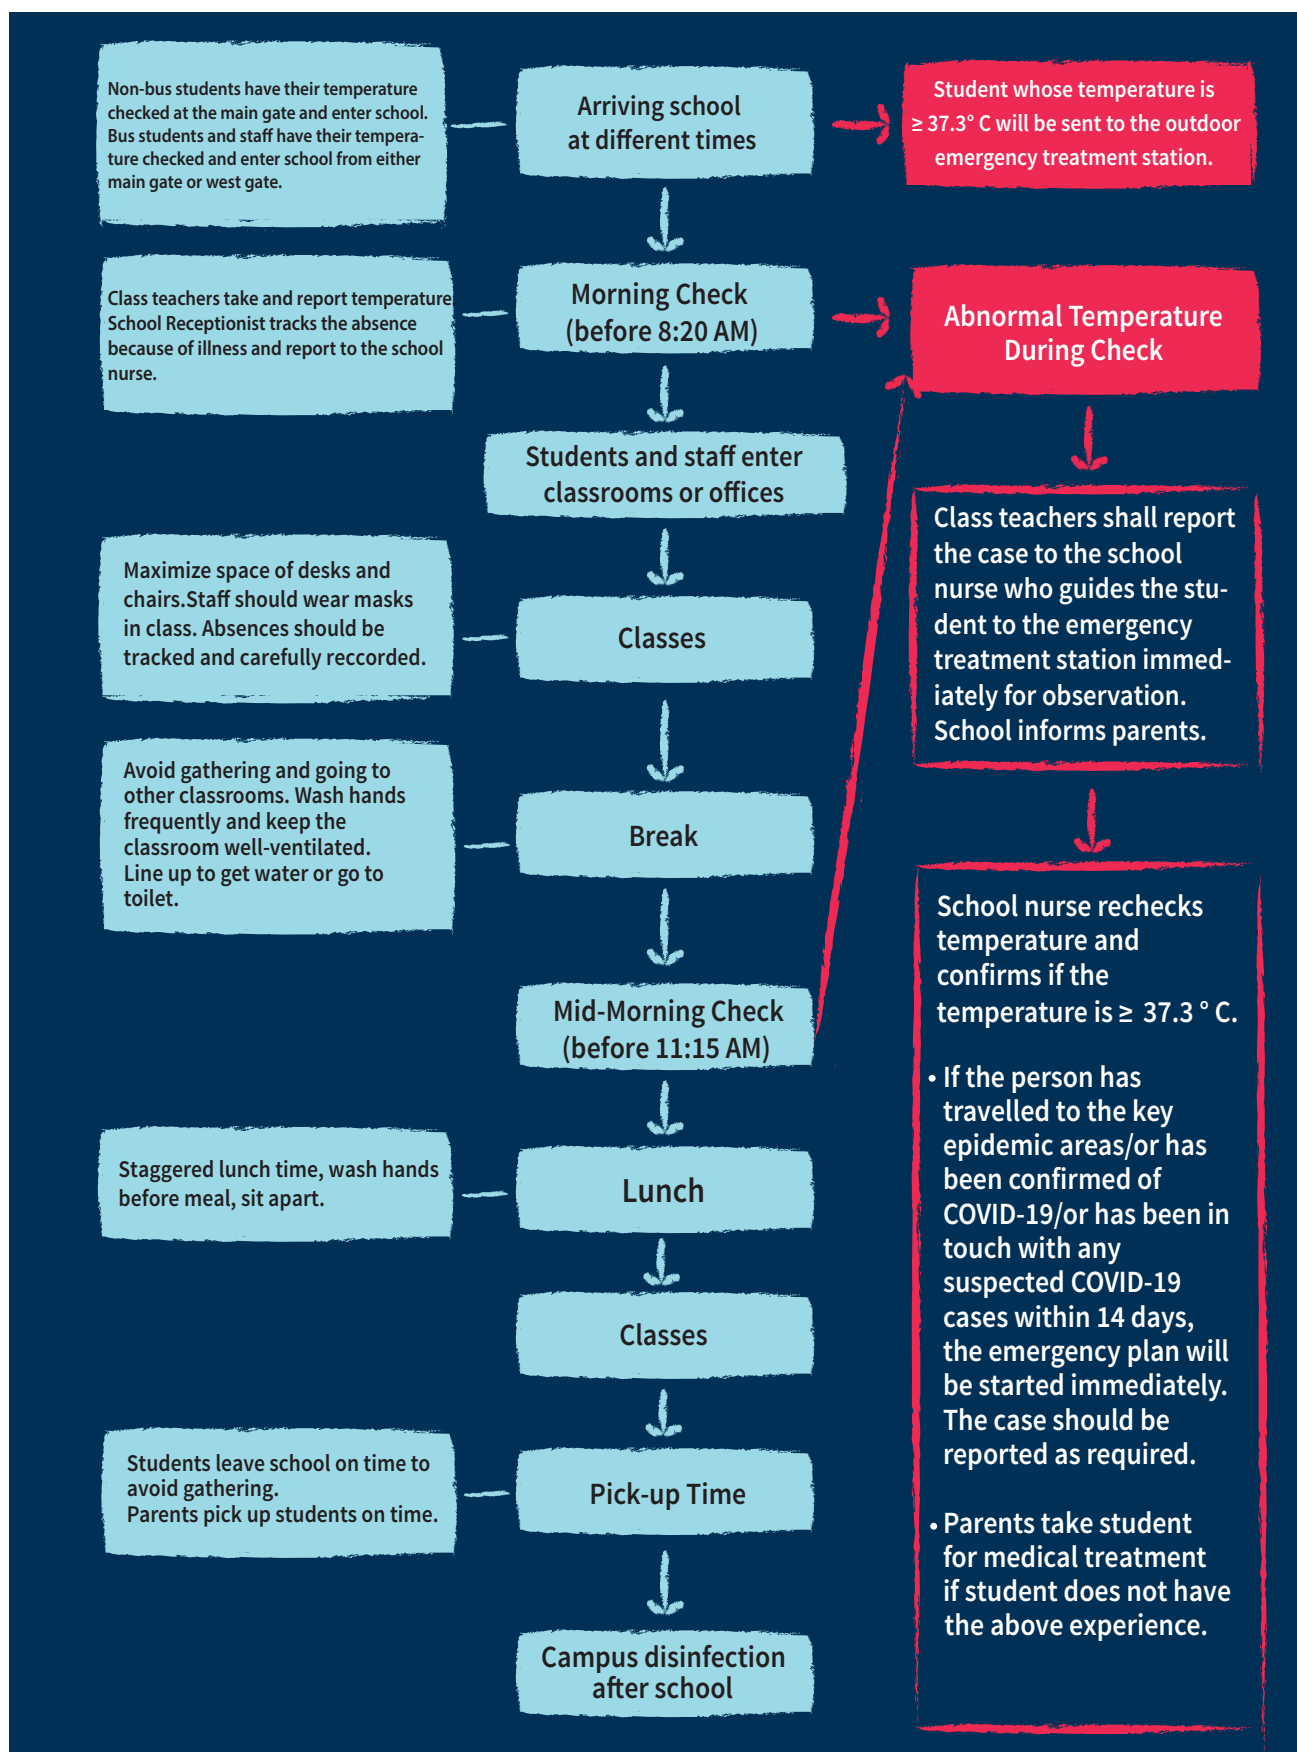 Non-bus students have their temperature
checked at the main gate and enter school.
Bus students and staff have their tempera-
ture checked and enter school from either
main gate or west gate.
Arriving school
at different times
Student whose temperature is
≥ 37.3° C will be sent to the outdoor
emergency treatment station.
Class teachers take and report temperature
School Receptionist tracks the absence
because of illness and report to the school
nurse.
Morning Check
(before 8:20 AM)
Abnormal Temperature
During Check
Students and staff enter
classrooms or offices
Class teachers shall report
the case to the school
nurse who guides the stu-
dent to the emergency
treatment station immed-
iately for observation.
School informs parents.
Maximize space of desks and
chairs.Staff should wear masks
in class. Absences should be
tracked and carefully reccorded.
Classes
Avoid gathering and going to
other classrooms. Wash hands
frequently and keep the
classroom well-ventilated.
Line up to get water or go to
toilet.
Break
School nurse rechecks
temperature and
confirms if the
temperature is ≥ 37.3 ° C.
• If the person has
travelled to the key
epidemic areas/or has
been confirmed of
COVID-19/or has been in
touch with any
suspected COVID-19
cases within 14 days,
the emergency plan will
be started immediately.
The case should be
reported as required.
• Parents take student
for medical treatment
if student does not have
the above experience.
Mid-Morning Check
(before 11:15 AM)
Staggered lunch time, wash hands
before meal, sit apart.
Lunch
Classes
Students leave school on time to
avoid gathering.
Parents pick up students on time.
Pick-up Time
Campus disinfection
after school